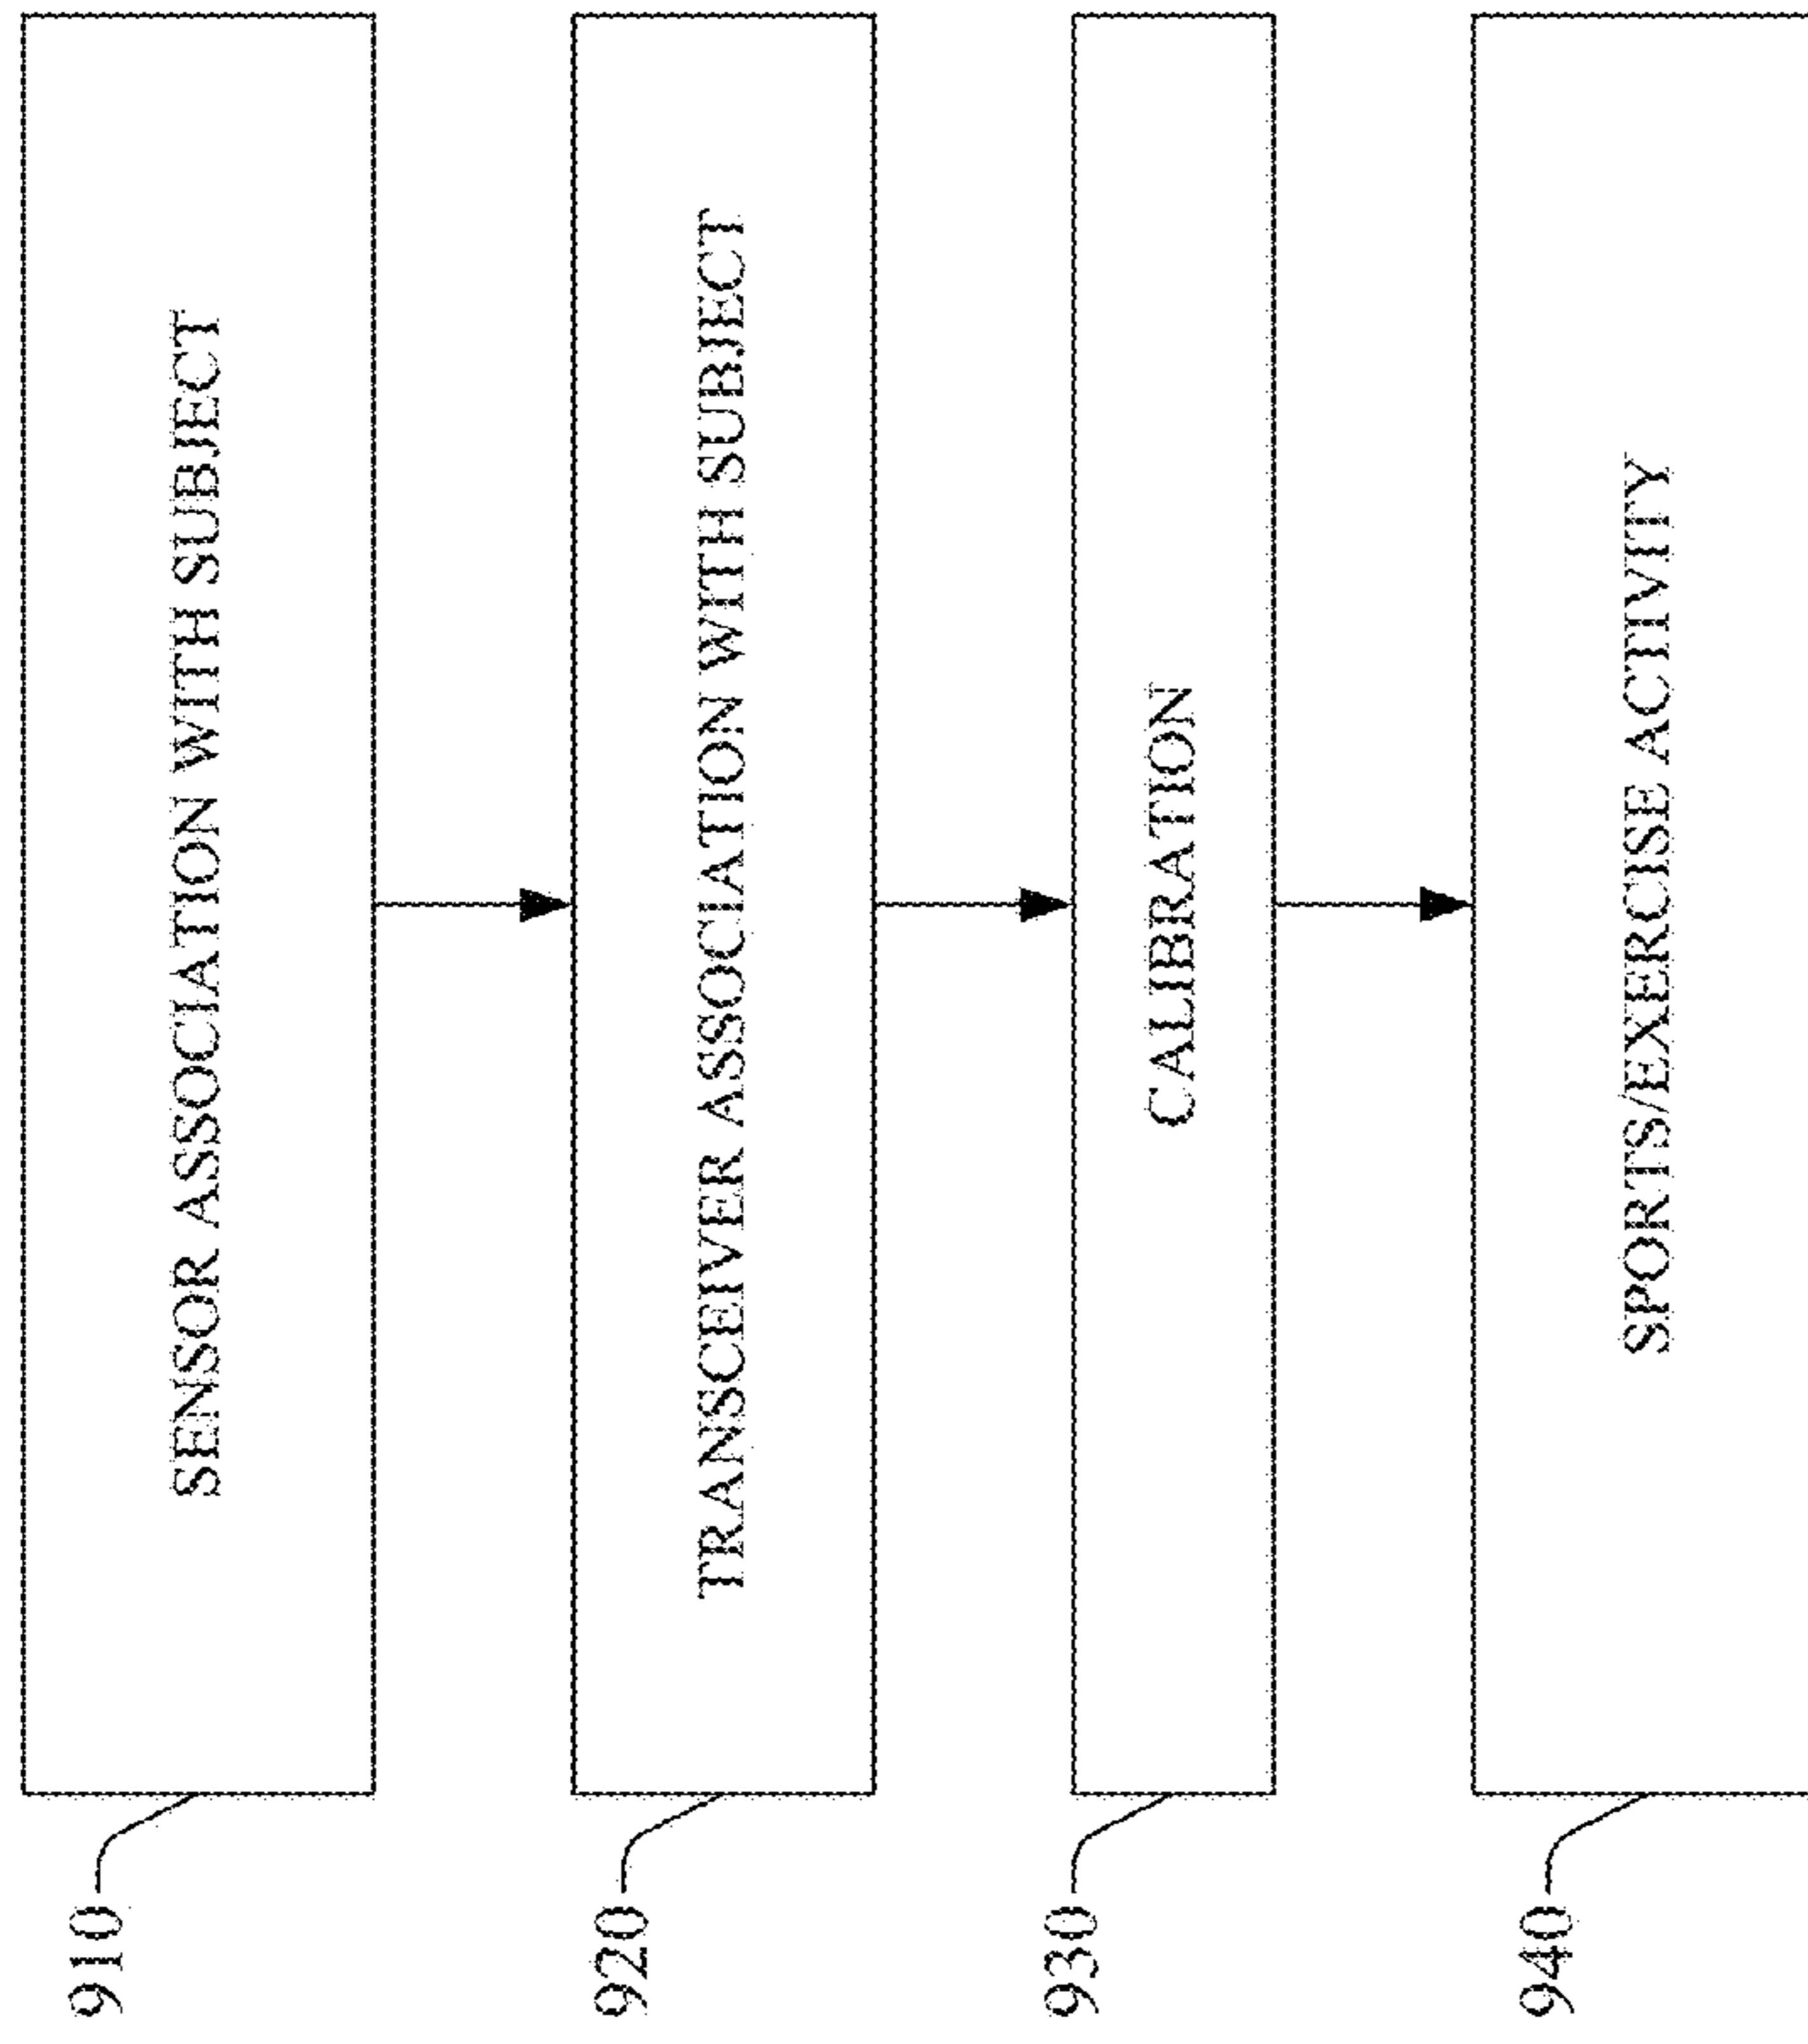 910
SENSOR ASSOCIATION WITH SUBJECT
920
TRANSCEIVER ASSOCIATION WITH SUBJECT
930
CALIBRATION
940
SPORTS/EXERCISE ACTIVITY